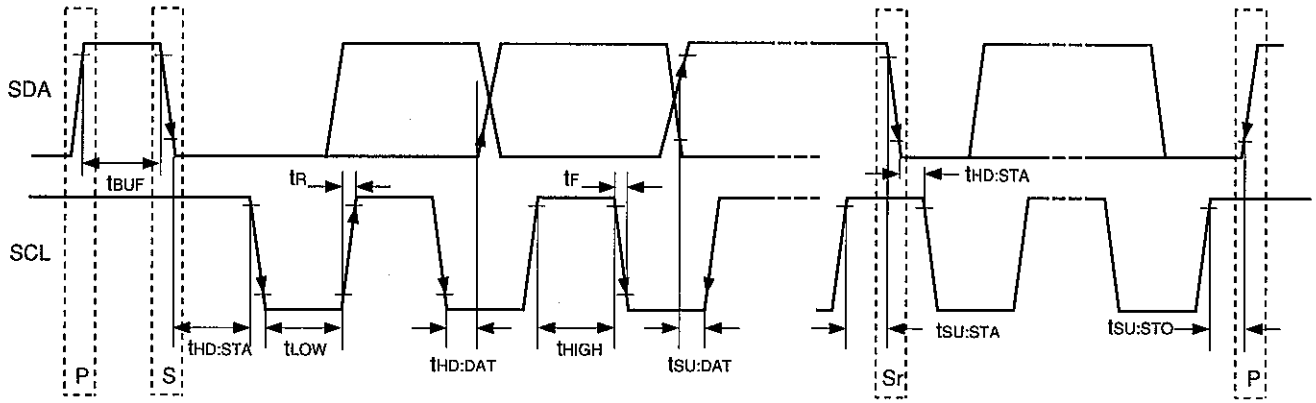 SDA
tBUF
tR
tF
tHD:STA
SCL
tHD:STA
tLOW
tHD:DAT
tHIGH
tSU:DAT
tSU:STA
tSU:STO
P
S
Sr
P